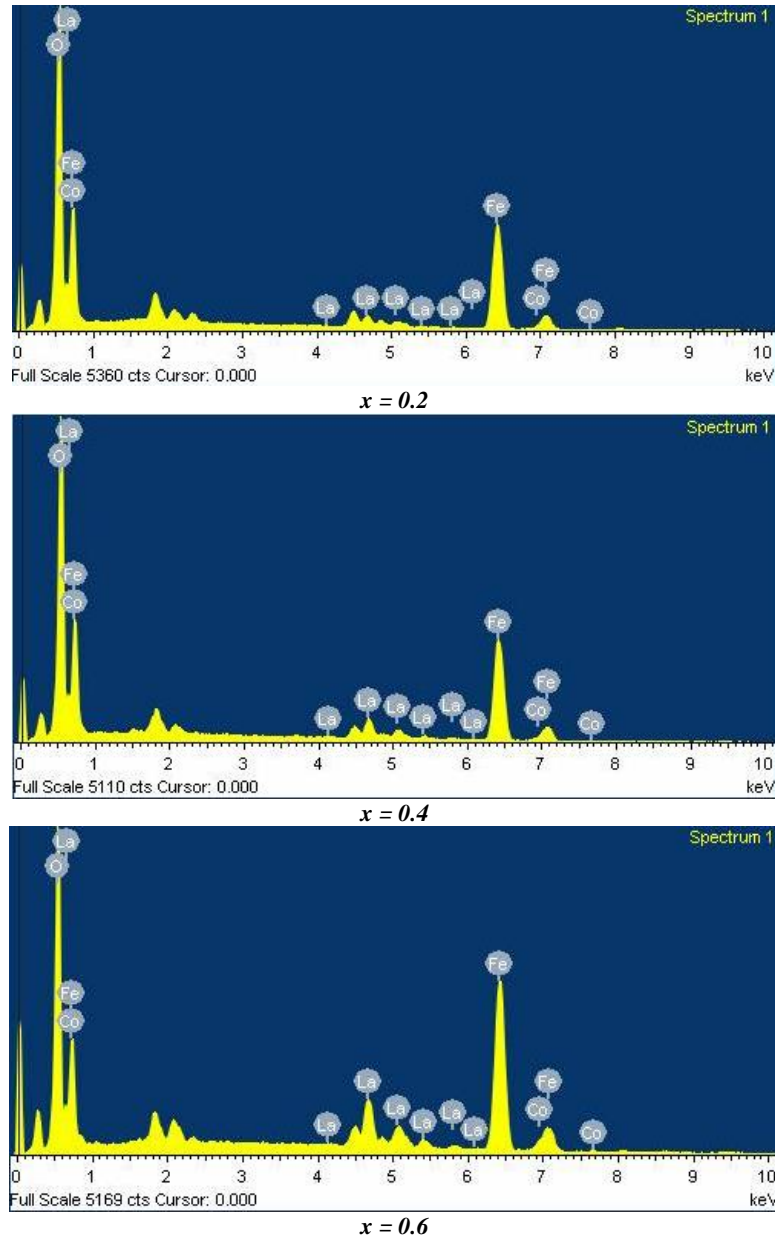 Spectrum 1
La
O
Fe
Co
La La La La La La Fe Fe Co Co
0 1 2 3 4 5 6 7 8 9 10
Full Scale 5360 cts Cursor: 0.000 keV
x = 0.2
Spectrum 1
La
O
Fe
Co
La La La La La La Fe Fe Co Co
0 1 2 3 4 5 6 7 8 9 10
Full Scale 5110 cts Cursor: 0.000 keV
x = 0.4
Spectrum 1
La
O
Fe
Co
La La La La La La Fe Fe Co Co
0 1 2 3 4 5 6 7 8 9 10
Full Scale 5169 cts Cursor: 0.000 keV
x = 0.6